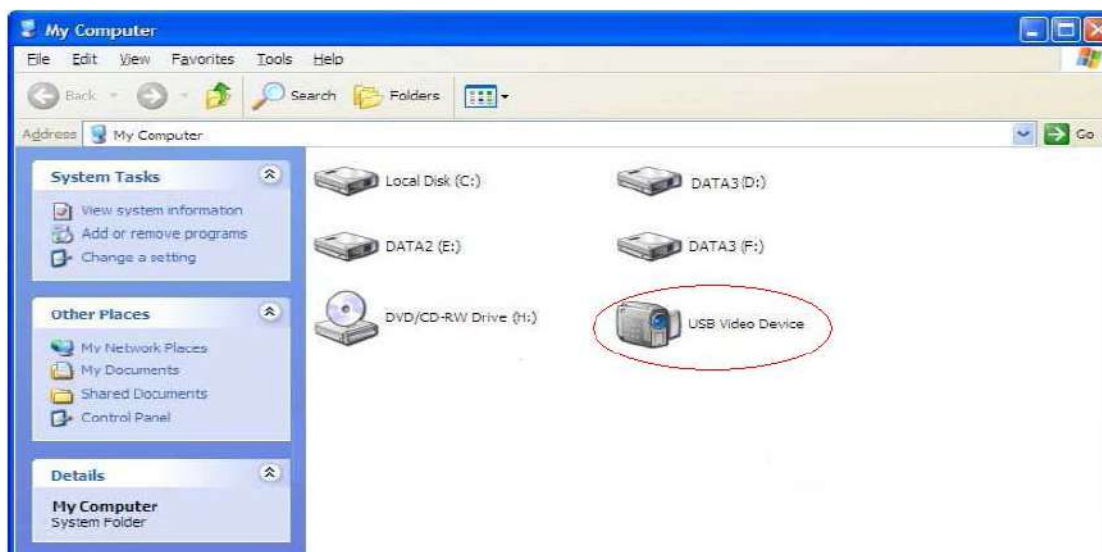 My Computer
File Edit View Favorites Tools Help
Back Search Folders
Address My Computer Go
System Tasks
View system information
Add or remove programs
Change a setting
Other Places
My Network Places
My Documents
Shared Documents
Control Panel
Details
My Computer
System Folder
Local Disk (C:) DATA3(D:)
DATA2 (E:) DATA3 (F:)
DVD/CD-RW Drive (H:) USB Video Device